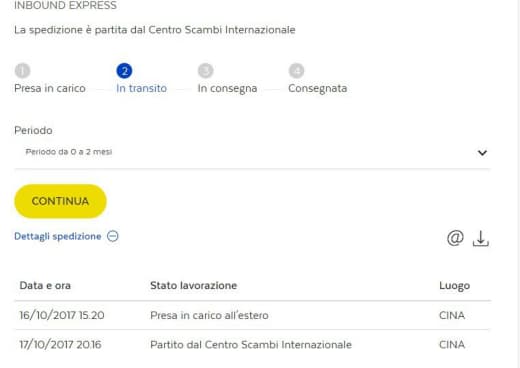 INBOUND EXPRESS
La spedizione è partita dal Centro Scambi Internazionale
1 2 3 4
Presa in carico In transito In consegna Consegnata
Periodo
Periodo da 0 a 2 mesi
CONTINUA
Dettagli spedizione
@
Data e ora Stato lavorazione Luogo
16/10/2017 15.20 Presa in carico all'estero CINA
17/10/2017 20.16 Partito dal Centro Scambi Internazionale CINA